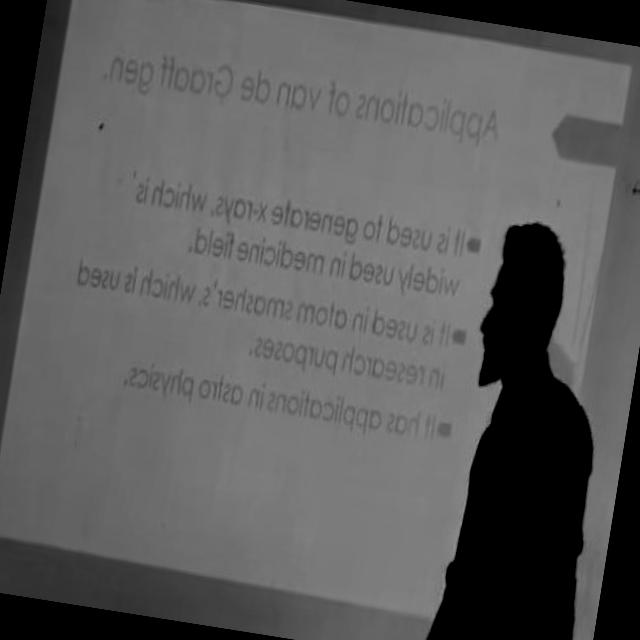 Applications of van de Graaff gen.
It is used to generate x-rays, which is
widely used in medicine field.
It is used in atom smasher's, which is used
in research purposes.
It has applications in astro physics.